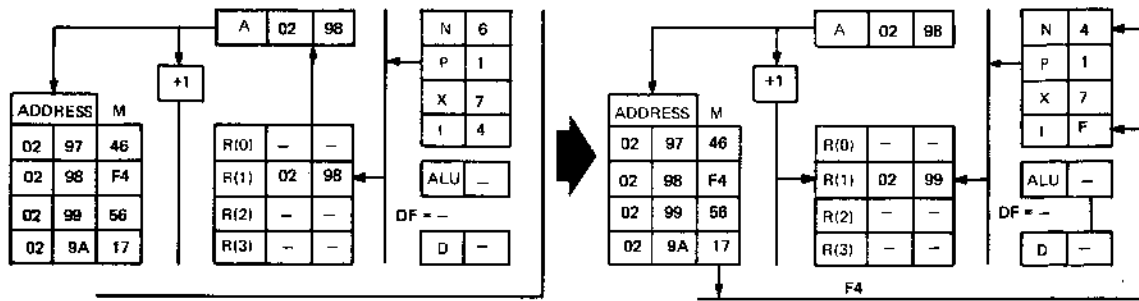 A 02 98
+1
N 6
P 1
X 7
I 4
ADDRESS M
02 97 46
02 98 F4
02 99 56
02 9A 17
R(0) – –
R(1) 02 98
R(2) – –
R(3) – –
ALU –
DF = –
D –
A 02 9B
+1
N 4
P 1
X 7
I F
ADDRESS M
02 97 46
02 98 F4
02 99 56
02 9A 17
R(0) – –
R(1) 02 99
R(2) – –
R(3) – –
ALU –
DF = –
D –
F4